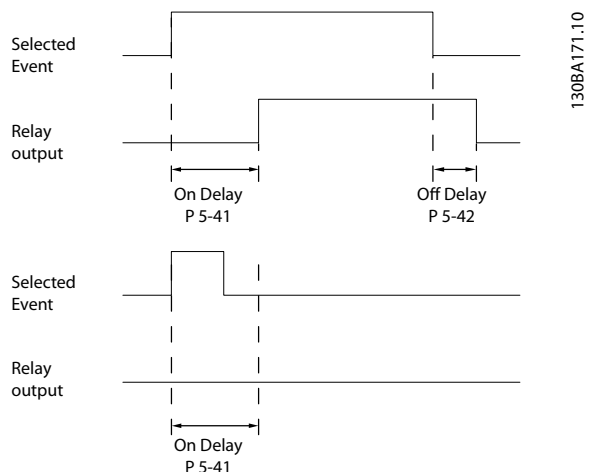 Selected
Event
Relay
output
On Delay
P 5-41
Off Delay
P 5-42
Selected
Event
Relay
output
On Delay
P 5-41
130BA171.10